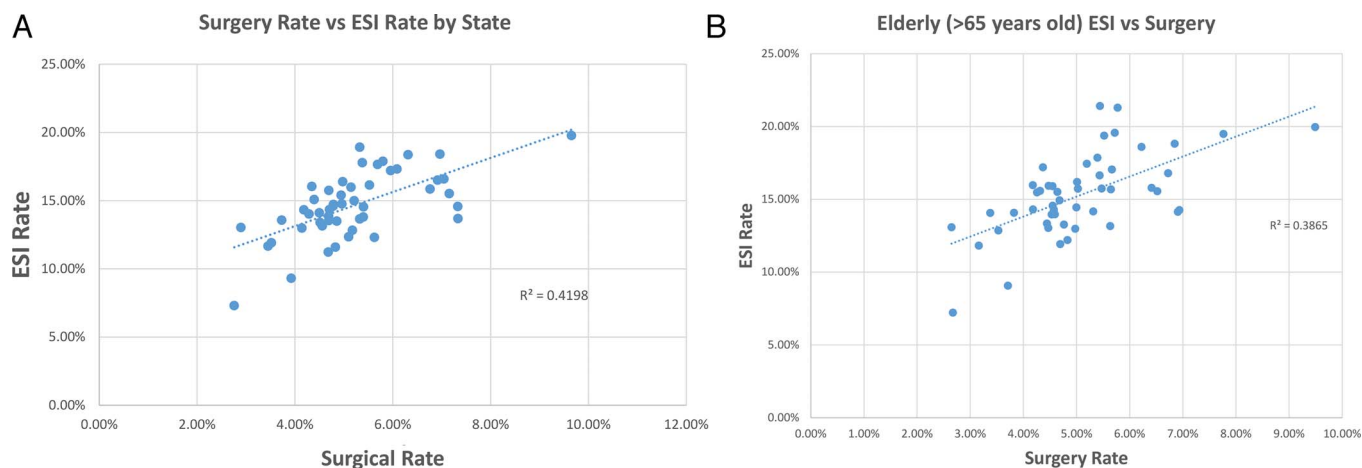 A
Surgery Rate vs ESI Rate by State
25.00%
20.00%
15.00%
10.00%
5.00%
0.00%
ESI Rate
R² = 0.4198
0.00% 2.00% 4.00% 6.00% 8.00% 10.00% 12.00%
Surgical Rate
B
Elderly (>65 years old) ESI vs Surgery
25.00%
20.00%
15.00%
10.00%
5.00%
0.00%
ESI Rate
R² = 0.3865
0.00% 1.00% 2.00% 3.00% 4.00% 5.00% 6.00% 7.00% 8.00% 9.00% 10.00%
Surgery Rate